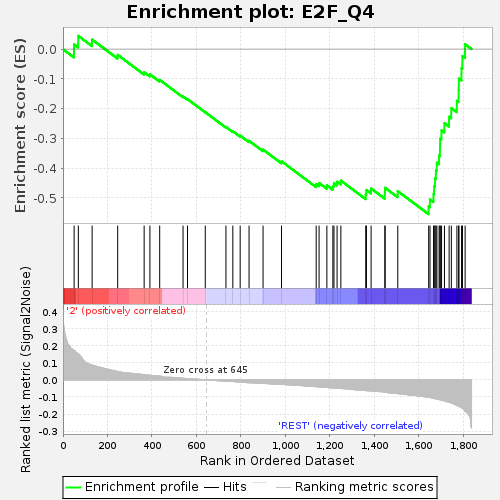 Enrichment plot: E2F_Q4
Enrichment score (ES)
0.0
-0.1
-0.2
-0.3
-0.4
-0.5
'2' (positively correlated)
Zero cross at 645
'REST' (negatively correlated)
Ranked list metric (Signal2Noise)
0.4
0.3
0.2
0.1
0.0
-0.1
-0.2
-0.3
0 200 400 600 800 1,000 1,200 1,400 1,600 1,800
Rank in Ordered Dataset
Enrichment profile Hits Ranking metric scores